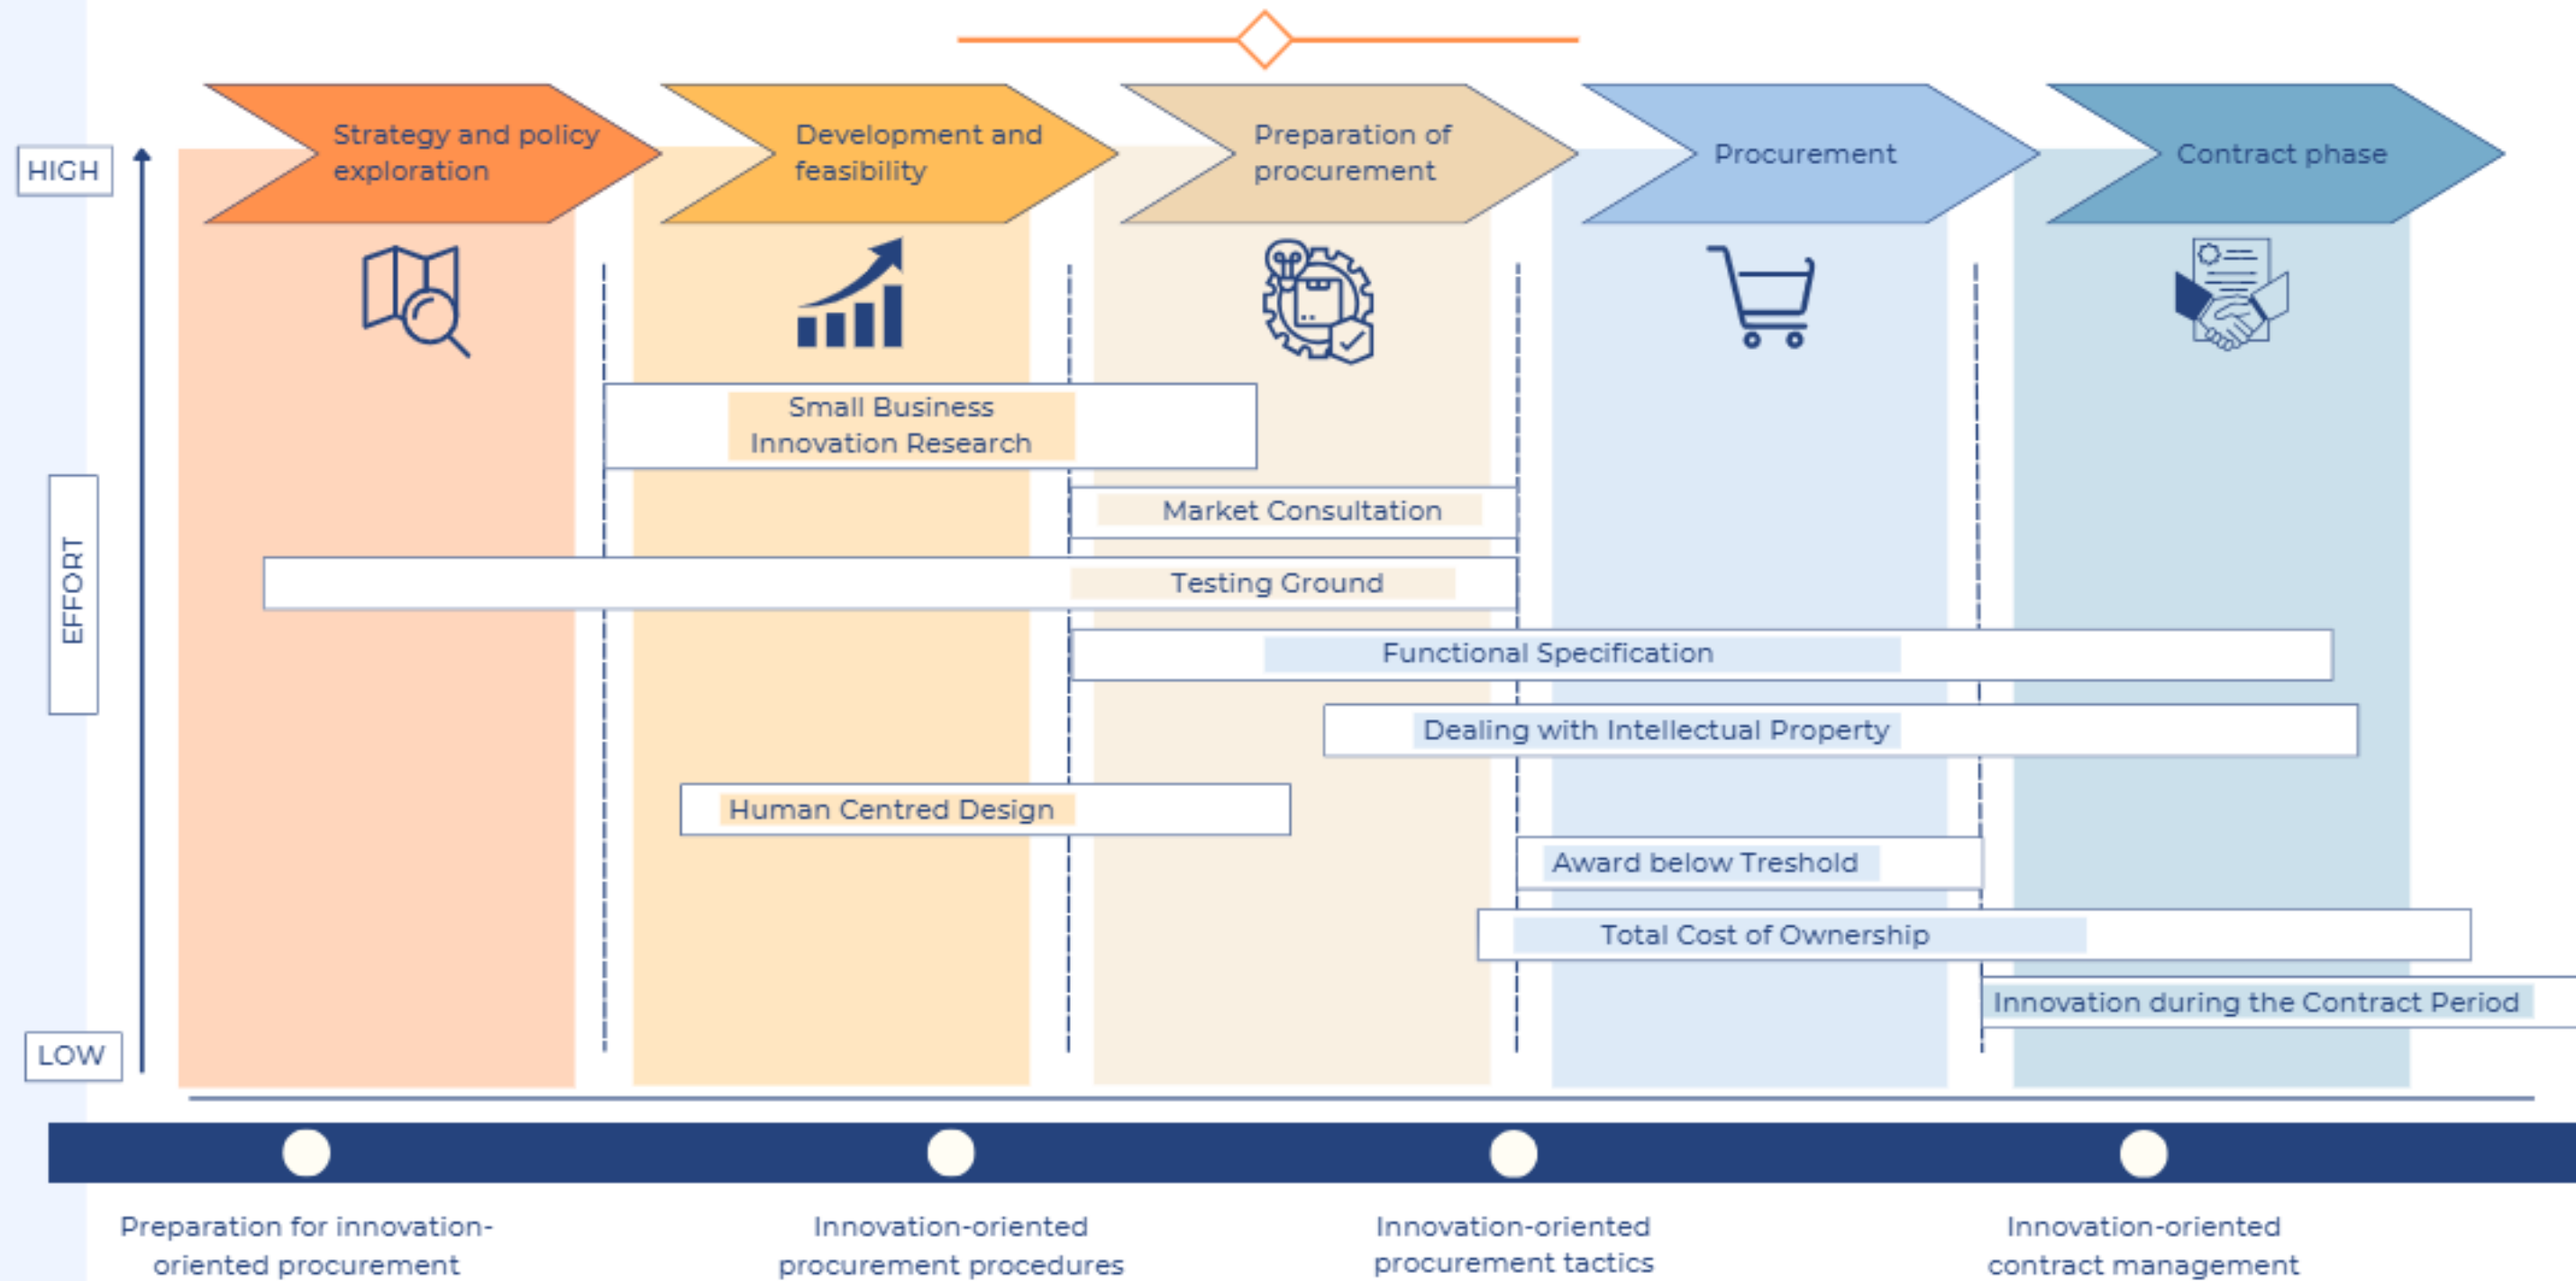 Strategy and policy
exploration
Development and
feasibility
Preparation of
procurement
Procurement
Contract phase
HIGH
EFFORT
LOW
Small Business
Innovation Research
Market Consultation
Testing Ground
Functional Specification
Dealing with Intellectual Property
Human Centred Design
Award below Treshold
Total Cost of Ownership
Innovation during the Contract Period
Preparation for innovation-
oriented procurement
Innovation-oriented
procurement procedures
Innovation-oriented
procurement tactics
Innovation-oriented
contract management